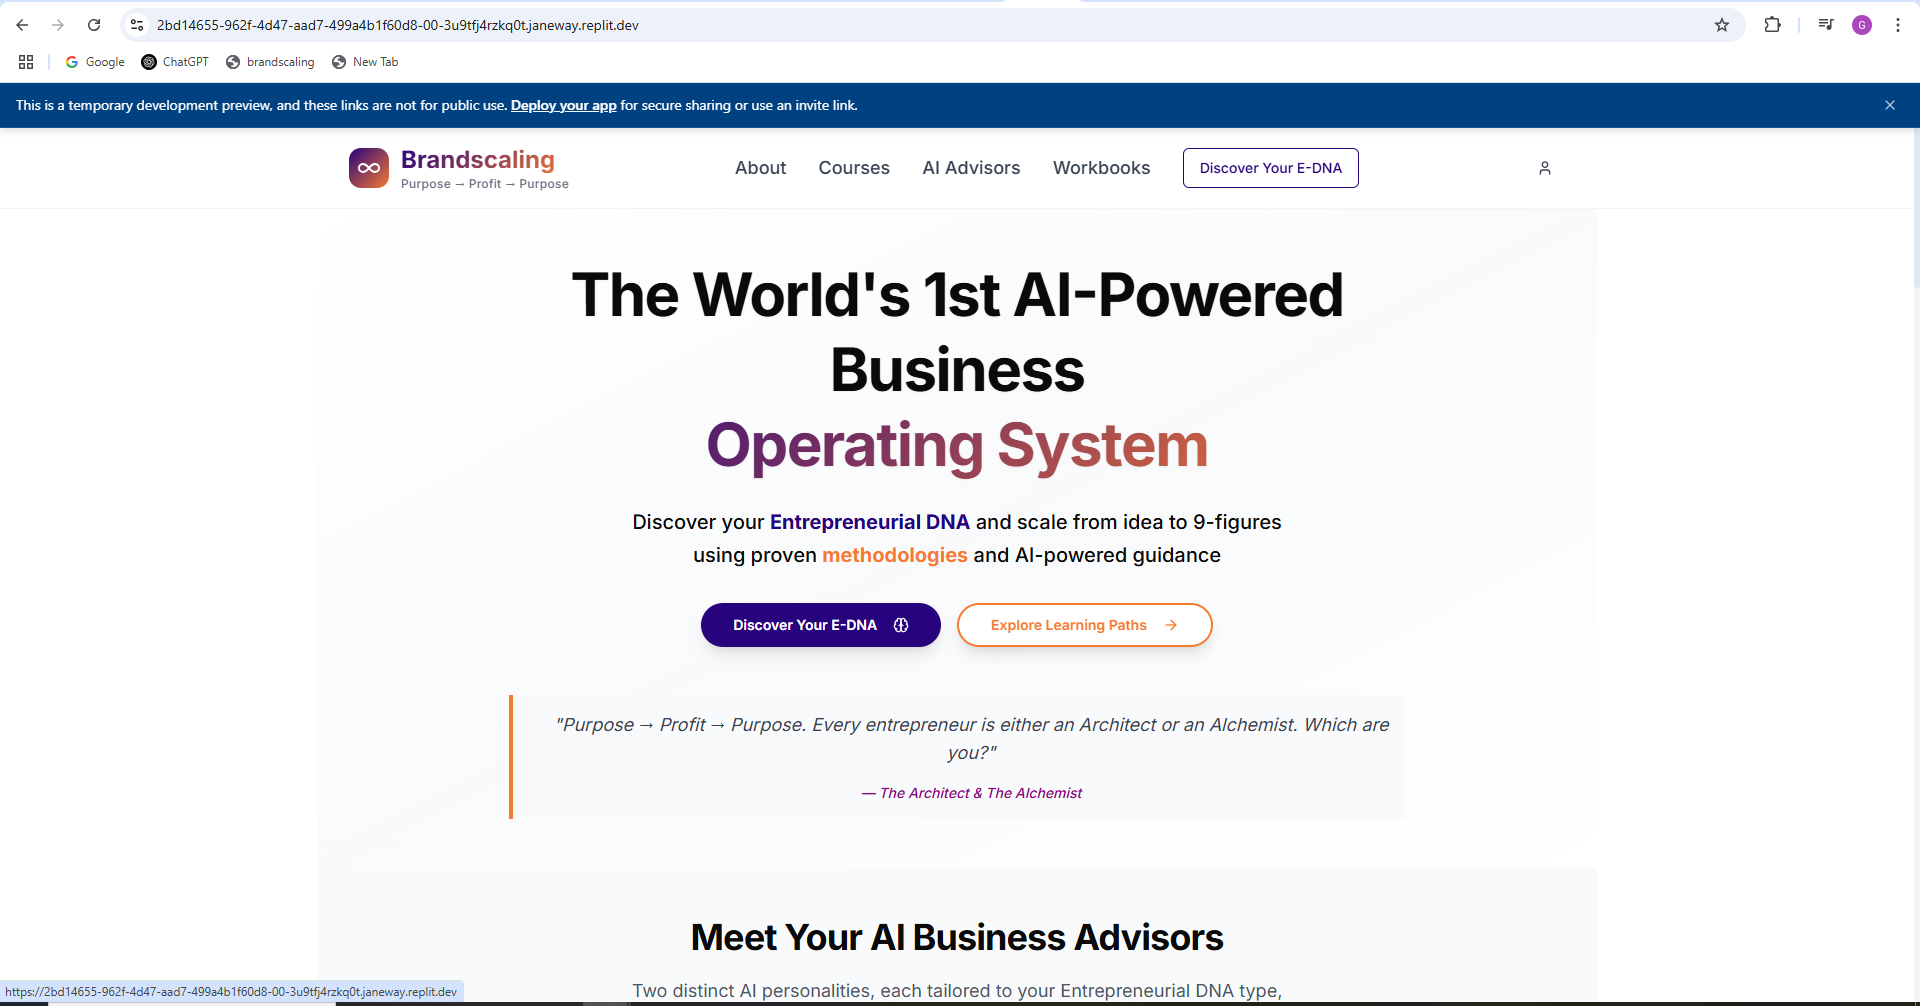 2bd14655-962f-4d47-aad7-499a4b1f60d8-00-3u9tfj4rzkq0t.janeway.replit.dev
G
Google
ChatGPT
brandscaling
New Tab
This is a temporary development preview, and these links are not for public use. Deploy your app for secure sharing or use an invite link.
Brandscaling
Purpose → Profit → Purpose
About
Courses
AI Advisors
Workbooks
Discover Your E-DNA
The World's 1st AI-Powered
Business
Operating System
Discover your Entrepreneurial DNA and scale from idea to 9-figures
using proven methodologies and AI-powered guidance
Discover Your E-DNA
Explore Learning Paths →
"Purpose → Profit → Purpose. Every entrepreneur is either an Architect or an Alchemist. Which are
you?"
— The Architect & The Alchemist
Meet Your AI Business Advisors
Two distinct AI personalities, each tailored to your Entrepreneurial DNA type,
https://2bd14655-962f-4d47-aad7-499a4b1f60d8-00-3u9tfj4rzkq0t.janeway.replit.dev